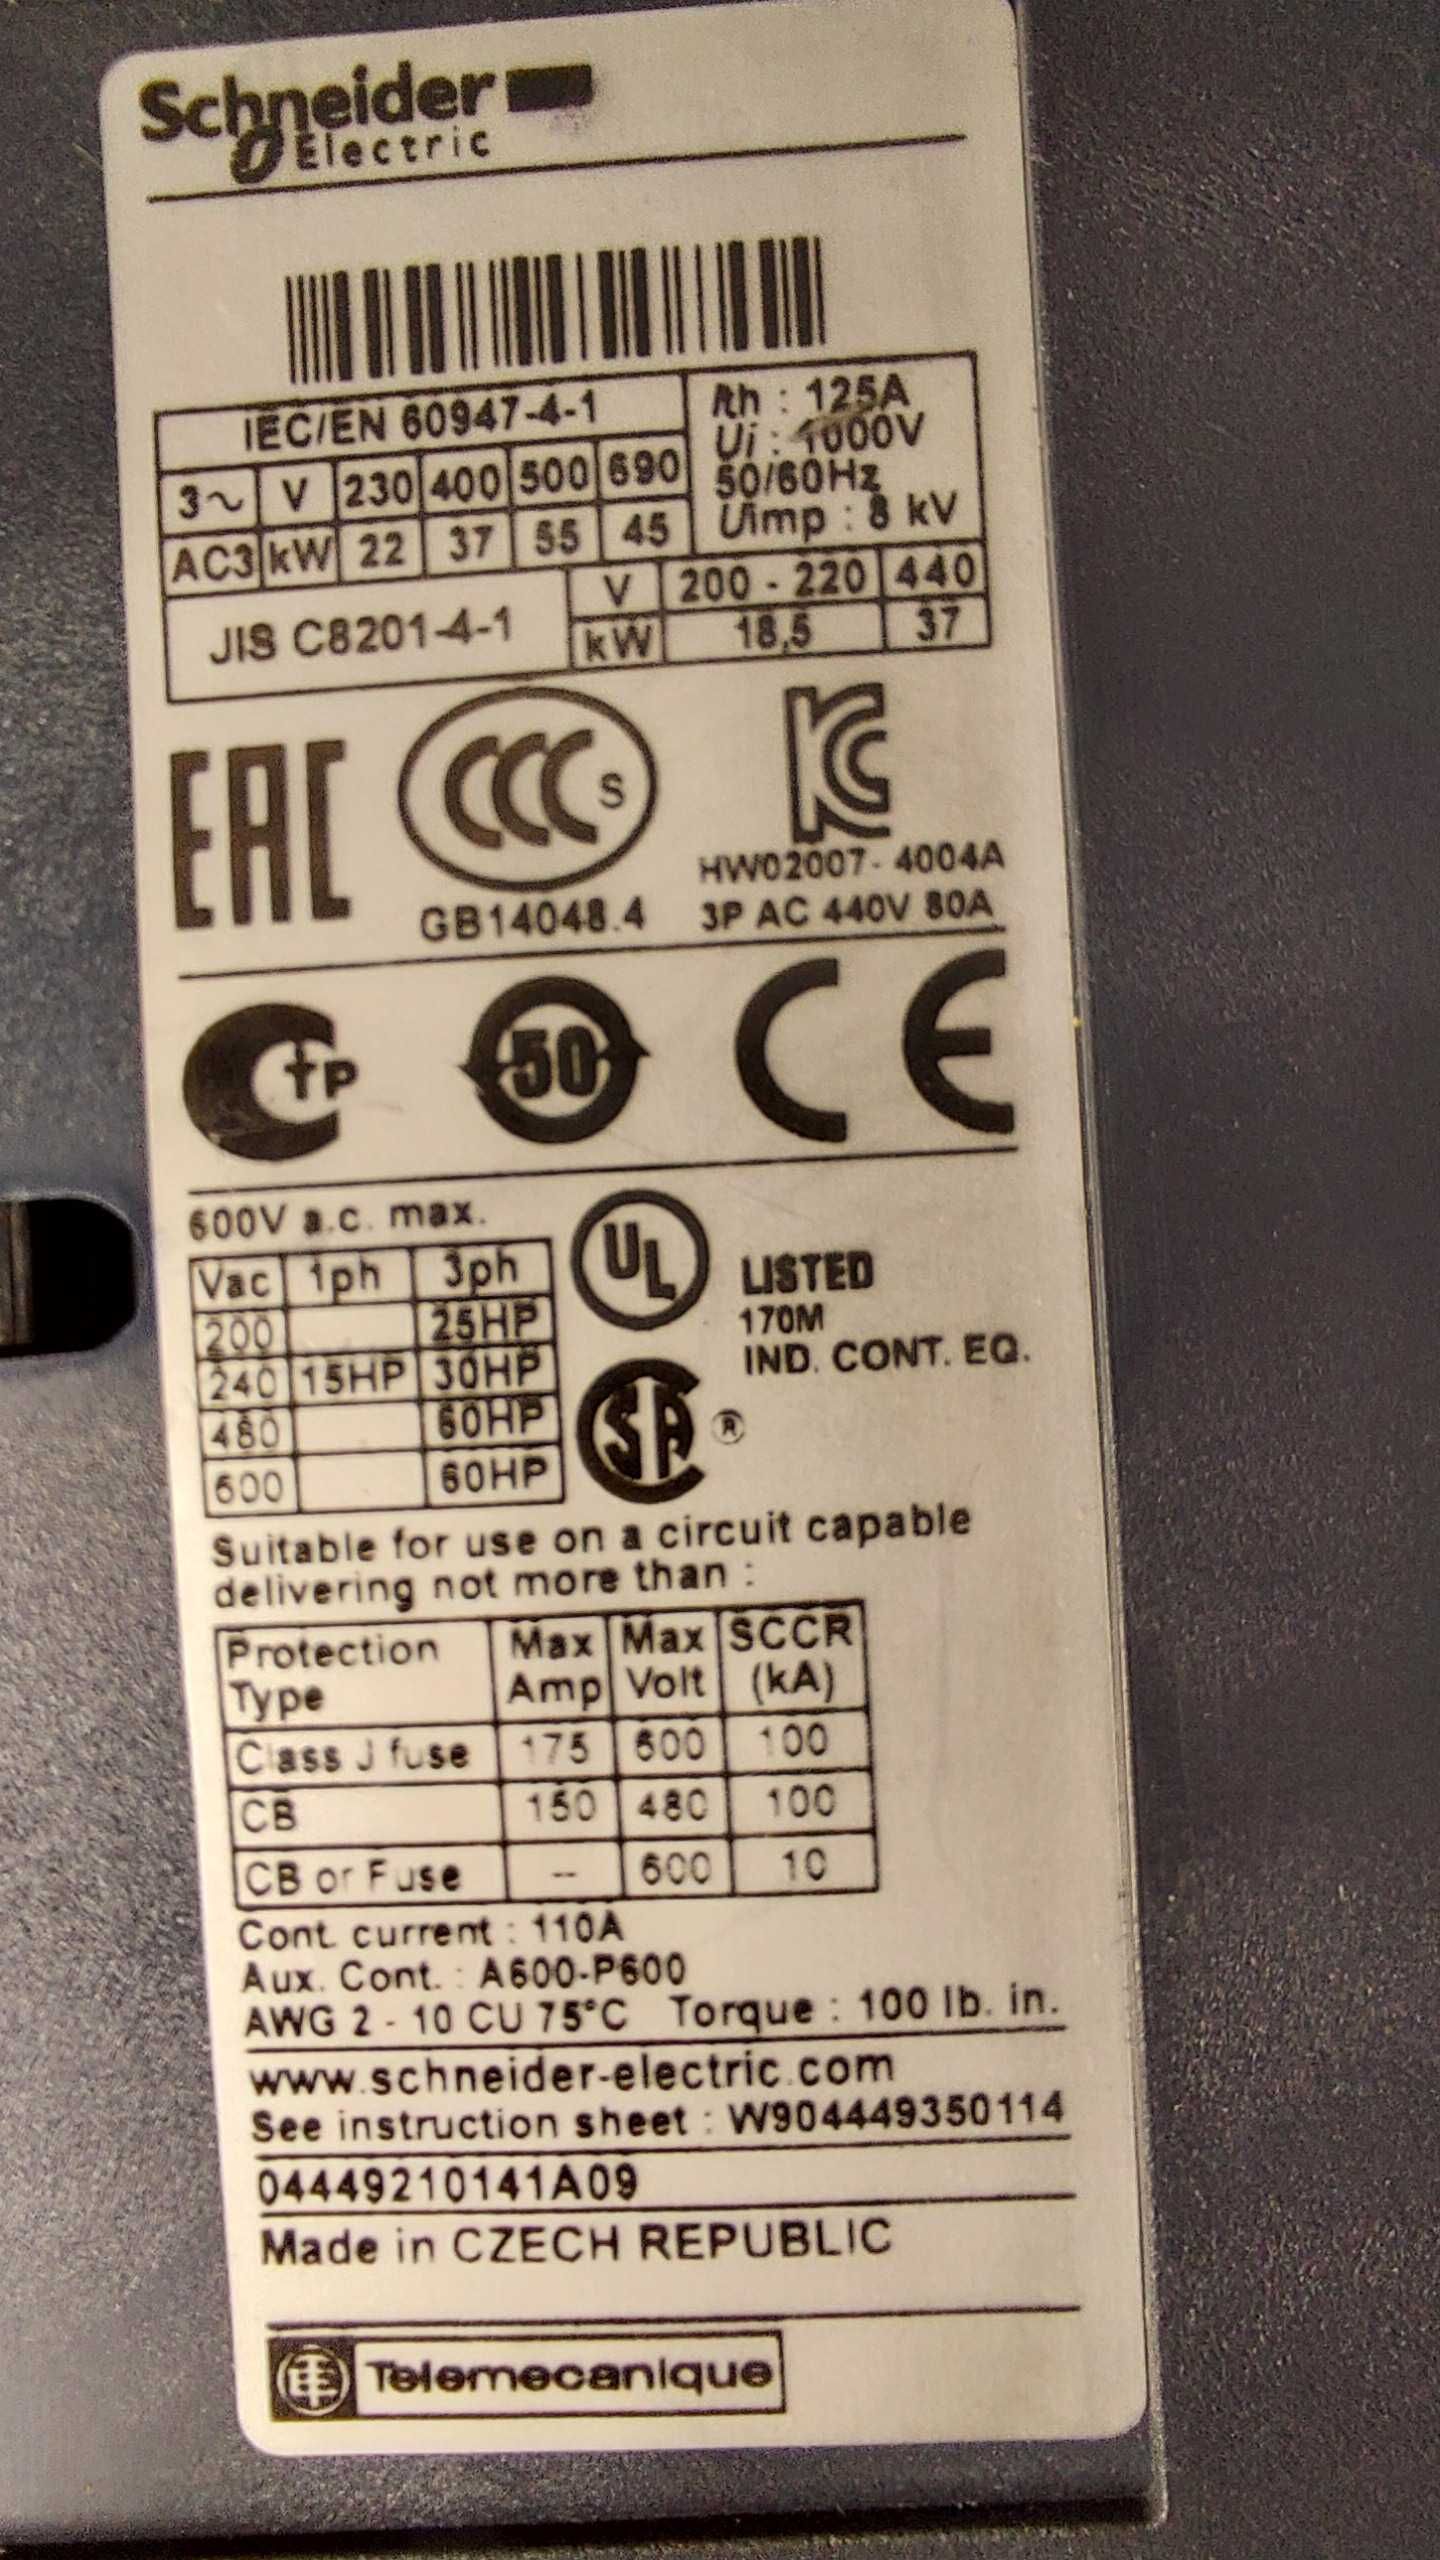 Schneider
Electric
IEC/EN 60947-4-1
Ith : 125A
Ui : 1000V
50/60Hz
Uimp : 8 kV
3~ V 230 400 500 690
AC3 kW 22 37 55 45
JIS C8201-4-1
V 200 - 220 440
kW 18,5 37
EAC
CCC S
KC
GB14048.4
HW02007- 4004A
3P AC 440V 80A
CTP
50
CE
600V a.c. max.
Vac 1ph 3ph
200 25HP
240 15HP 30HP
480 60HP
600 60HP
UL
LISTED
170M
IND. CONT. EQ.
SA ®
Suitable for use on a circuit capable
delivering not more than :
Protection Type Max Amp Max Volt SCCR (kA)
Class J fuse 175 600 100
CB 150 480 100
CB or Fuse -- 600 10
Cont. current : 110A
Aux. Cont. : A600-P600
AWG 2 - 10 CU 75°C Torque : 100 lb. in.
www.schneider-electric.com
See instruction sheet : W904449350114
04449210141A09
Made in CZECH REPUBLIC
Telemecanique